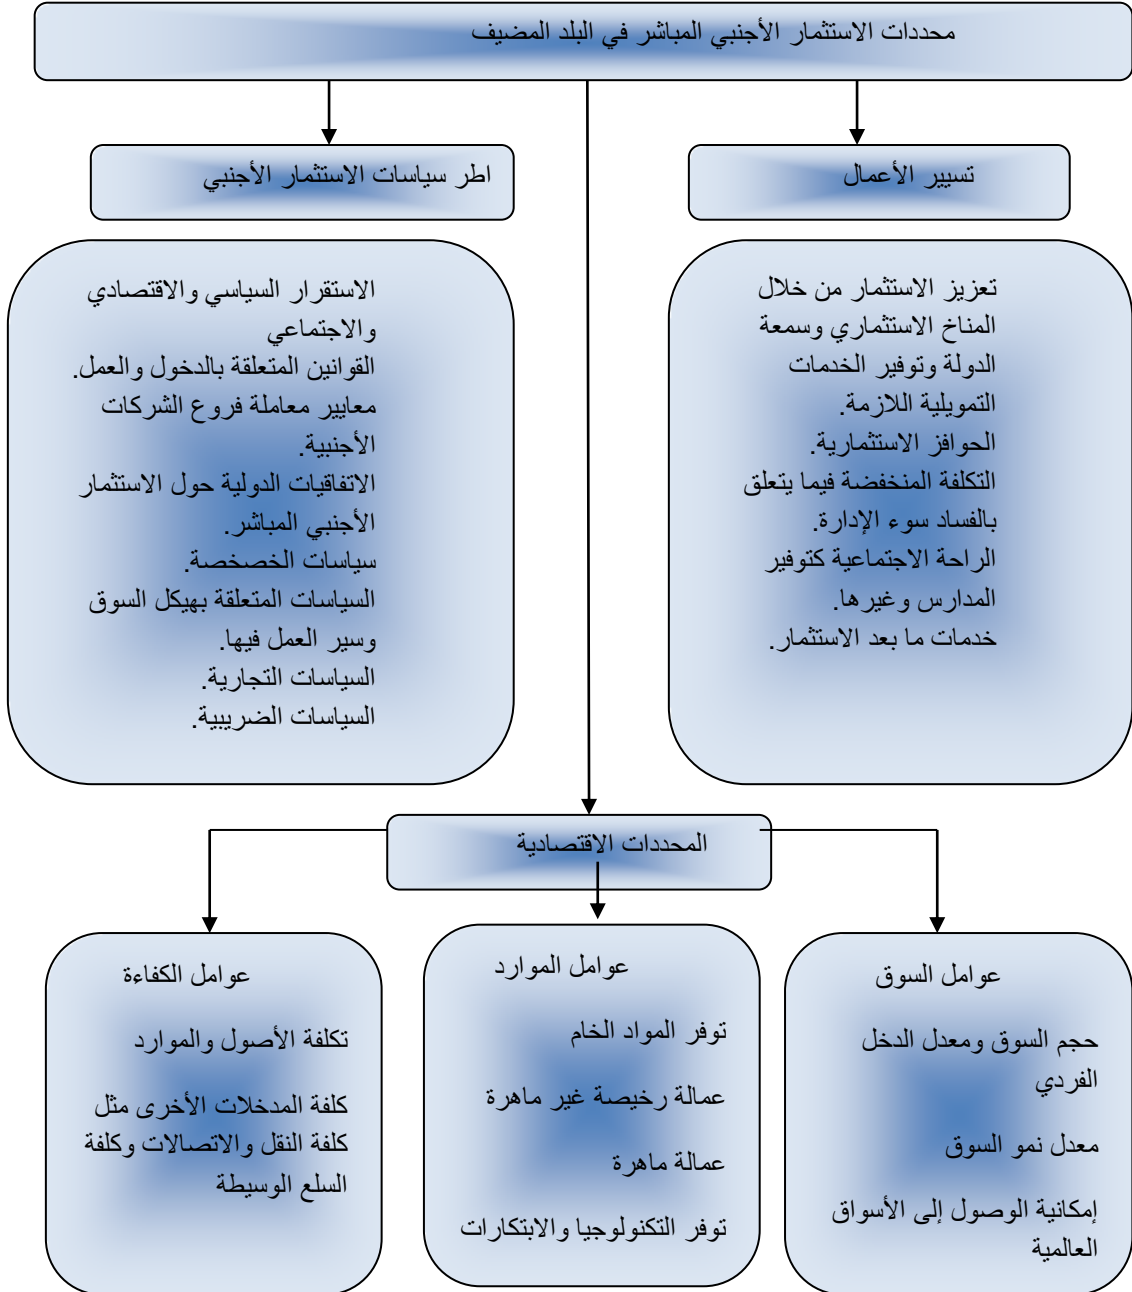 محددات الاستثمار الأجنبي المباشر في البلد المضيف
تسيير الأعمال
اطر سياسات الاستثمار الأجنبي
تعزيز الاستثمار من خلال
المناخ الاستثماري وسمعة
الدولة وتوفير الخدمات
التمويلية اللازمة.
الحوافز الاستثمارية.
التكلفة المنخفضة فيما يتعلق
بالفساد سوء الإدارة.
الراحة الاجتماعية كتوفير
المدارس وغيرها.
خدمات ما بعد الاستثمار.
الاستقرار السياسي والاقتصادي
والاجتماعي
القوانين المتعلقة بالدخول والعمل.
معايير معاملة فروع الشركات
الأجنبية.
الاتفاقيات الدولية حول الاستثمار
الأجنبي المباشر.
سياسات الخصخصة.
السياسات المتعلقة بهيكل السوق
وسير العمل فيها.
السياسات التجارية.
السياسات الضريبية.
المحددات الاقتصادية
عوامل السوق
حجم السوق ومعدل الدخل
الفردي
معدل نمو السوق
إمكانية الوصول إلى الأسواق
العالمية
عوامل الموارد
توفر المواد الخام
عمالة رخيصة غير ماهرة
عمالة ماهرة
توفر التكنولوجيا والابتكارات
عوامل الكفاءة
تكلفة الأصول والموارد
كلفة المدخلات الأخرى مثل
كلفة النقل والاتصالات وكلفة
السلع الوسيطة